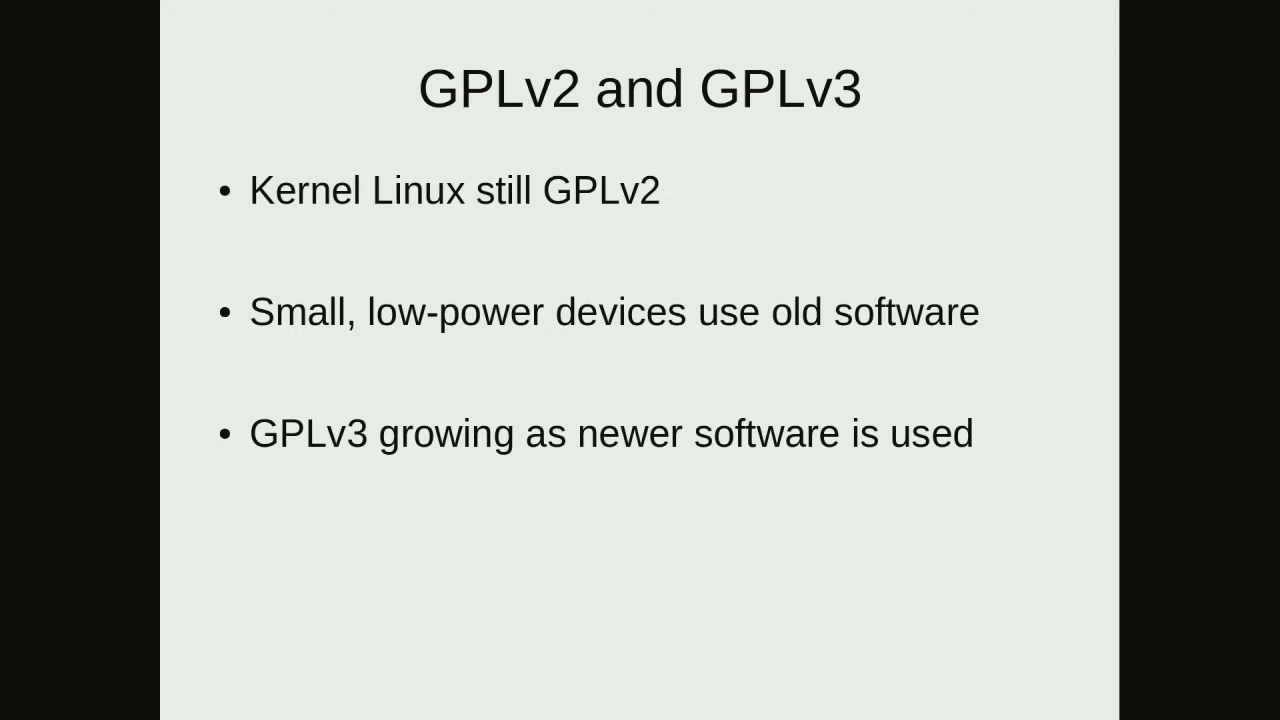 GPLv2 and GPLv3
• Kernel Linux still GPLv2
• Small, low-power devices use old software
• GPLv3 growing as newer software is used